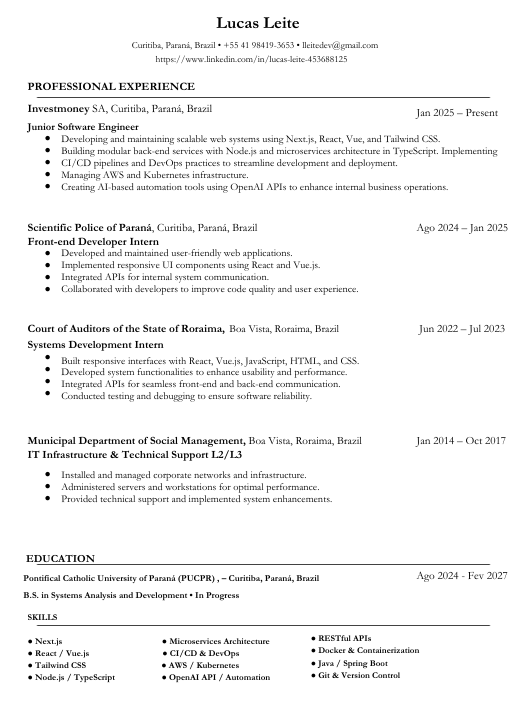 Lucas Leite
Curitiba, Paraná, Brazil • +55 41 98419-3653 • lleitedev@gmail.com
https://www.linkedin.com/in/lucas-leite-453688125
PROFESSIONAL EXPERIENCE
Investmoney SA, Curitiba, Paraná, Brazil Jan 2025 – Present
Junior Software Engineer
● Developing and maintaining scalable web systems using Next.js, React, Vue, and Tailwind CSS.
● Building modular back-end services with Node.js and microservices architecture in TypeScript. Implementing
● CI/CD pipelines and DevOps practices to streamline development and deployment.
● Managing AWS and Kubernetes infrastructure.
● Creating AI-based automation tools using OpenAI APIs to enhance internal business operations.
Scientific Police of Paraná, Curitiba, Paraná, Brazil Ago 2024 – Jan 2025
Front-end Developer Intern
● Developed and maintained user-friendly web applications.
● Implemented responsive UI components using React and Vue.js.
● Integrated APIs for internal system communication.
● Collaborated with developers to improve code quality and user experience.
Court of Auditors of the State of Roraima, Boa Vista, Roraima, Brazil Jun 2022 – Jul 2023
Systems Development Intern
● Built responsive interfaces with React, Vue.js, JavaScript, HTML, and CSS.
● Developed system functionalities to enhance usability and performance.
● Integrated APIs for seamless front-end and back-end communication.
● Conducted testing and debugging to ensure software reliability.
Municipal Department of Social Management, Boa Vista, Roraima, Brazil Jan 2014 – Oct 2017
IT Infrastructure & Technical Support L2/L3
● Installed and managed corporate networks and infrastructure.
● Administered servers and workstations for optimal performance.
● Provided technical support and implemented system enhancements.
EDUCATION
Pontifical Catholic University of Paraná (PUCPR) , – Curitiba, Paraná, Brazil Ago 2024 - Fev 2027
B.S. in Systems Analysis and Development • In Progress
SKILLS
● Next.js
● React / Vue.js
● Tailwind CSS
● Node.js / TypeScript
● Microservices Architecture
● CI/CD & DevOps
● AWS / Kubernetes
● OpenAI API / Automation
● RESTful APIs
● Docker & Containerization
● Java / Spring Boot
● Git & Version Control